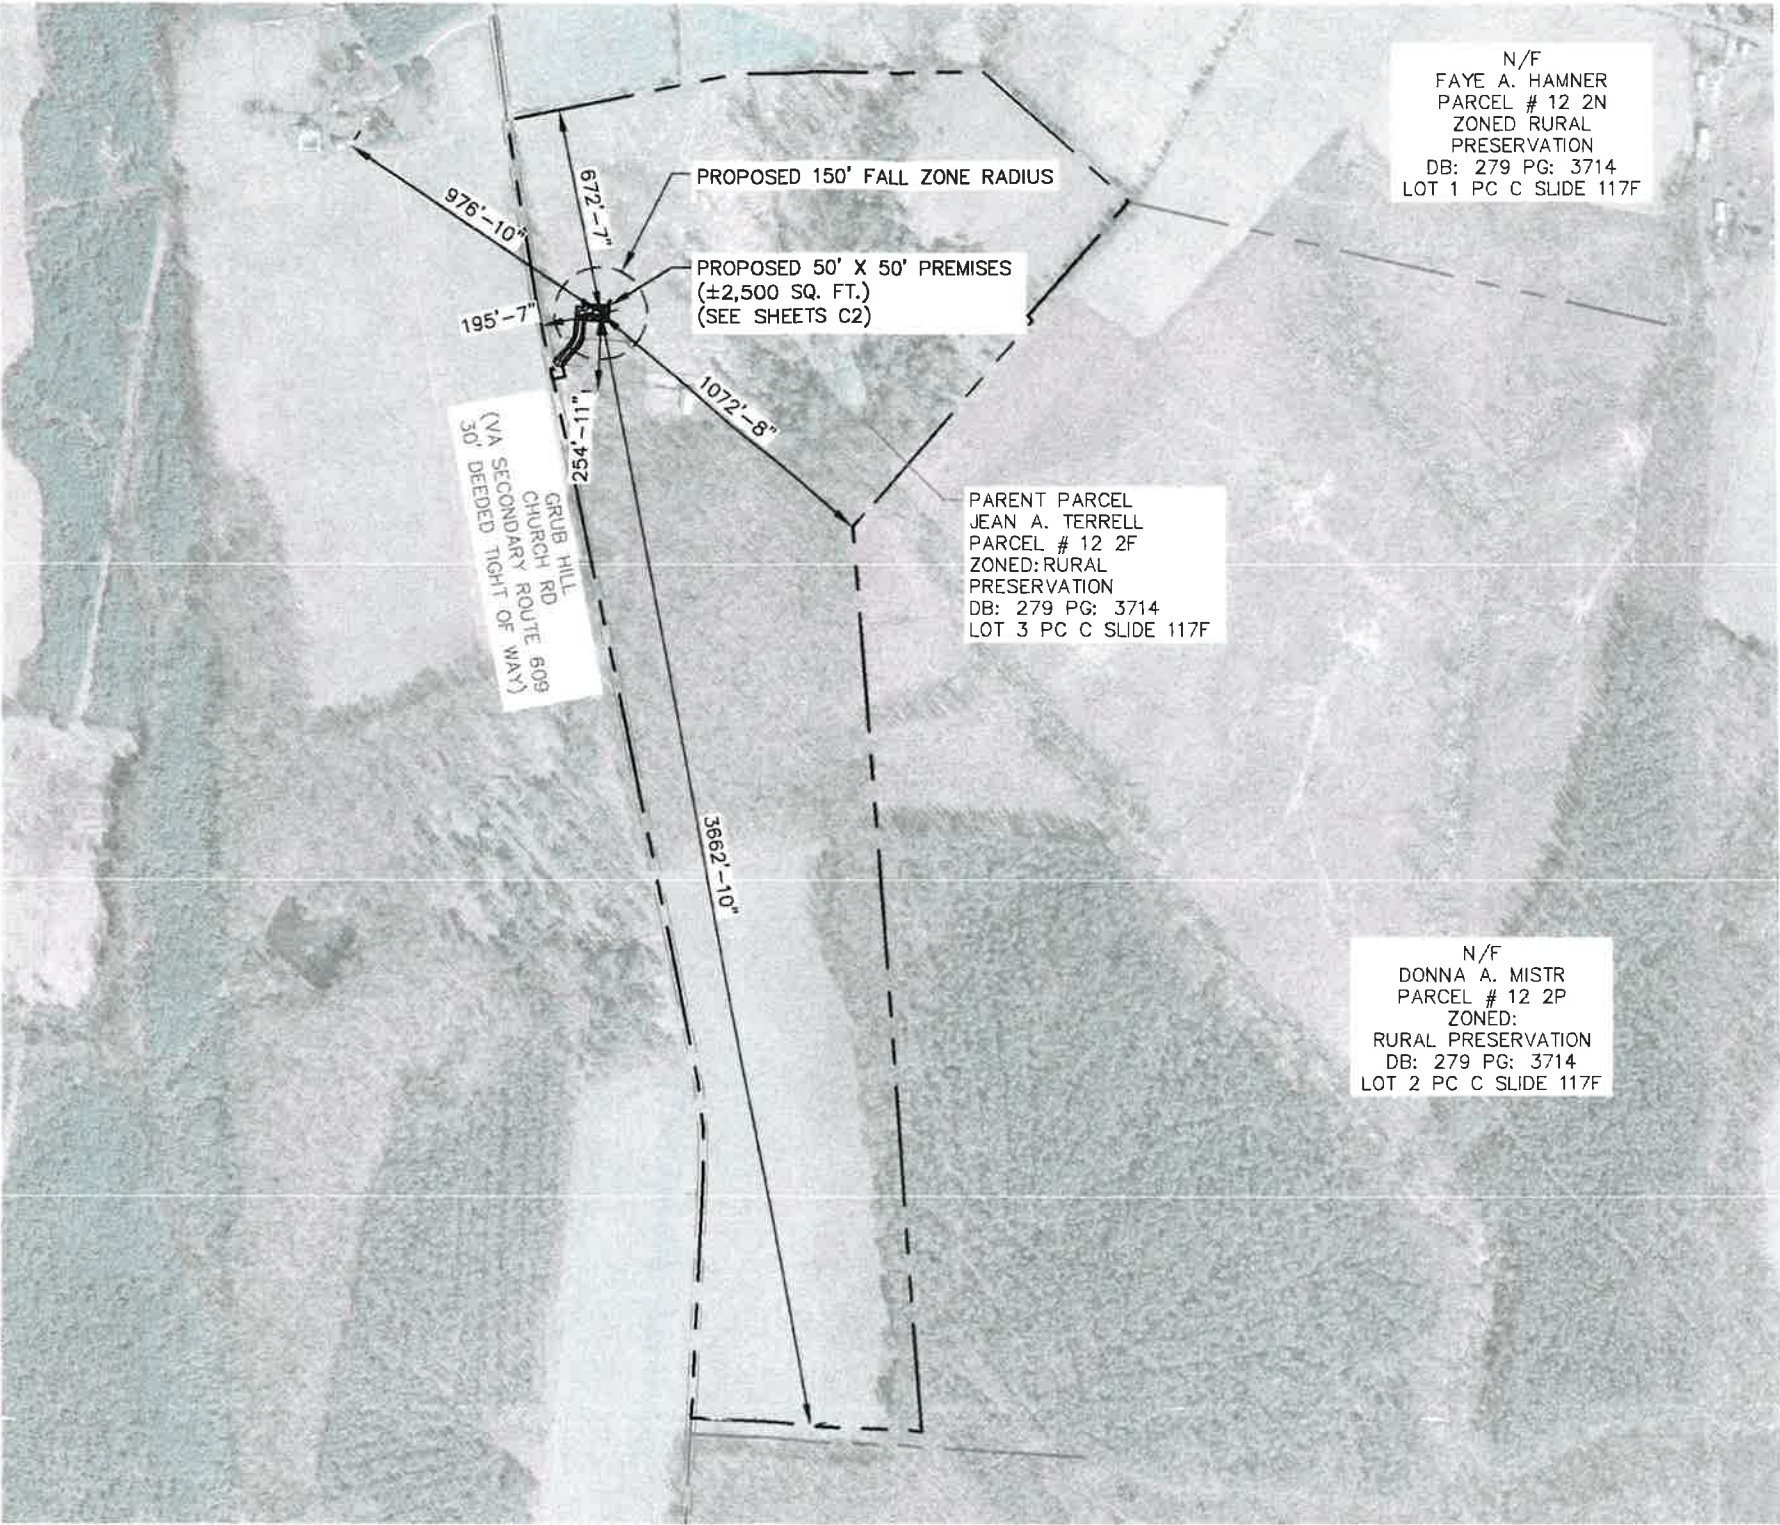 N/F
FAYE A. HAMNER
PARCEL # 12 2N
ZONED RURAL
PRESERVATION
DB: 279 PG: 3714
LOT 1 PC C SLIDE 117F
PROPOSED 150' FALL ZONE RADIUS
672'-7"
976'-10"
PROPOSED 50' X 50' PREMISES
(±2,500 SQ. FT.)
(SEE SHEETS C2)
195'-7"
1072'-8"
254'-11"
GRUB HILL
CHURCH RD
(VA SECONDARY ROUTE 609
30' DEEDED TIGHT OF WAY)
PARENT PARCEL
JEAN A. TERRELL
PARCEL # 12 2F
ZONED: RURAL
PRESERVATION
DB: 279 PG: 3714
LOT 3 PC C SLIDE 117F
3662'-10"
N/F
DONNA A. MISTR
PARCEL # 12 2P
ZONED:
RURAL PRESERVATION
DB: 279 PG: 3714
LOT 2 PC C SLIDE 117F